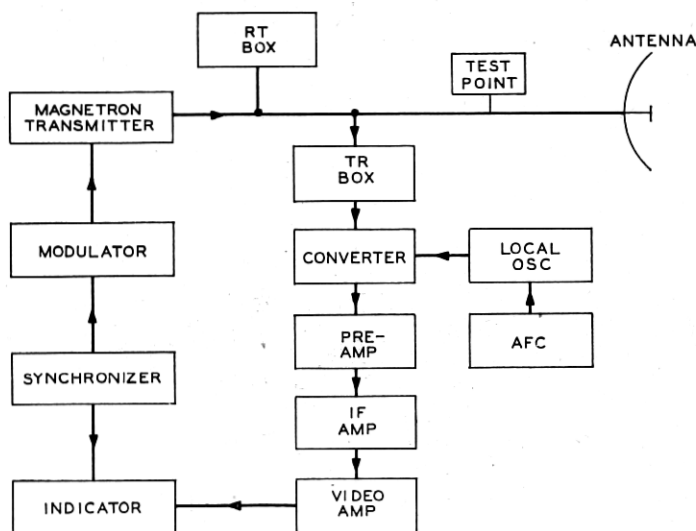 RT
BOX
ANTENNA
TEST
POINT
MAGNETRON
TRANSMITTER
TR
BOX
MODULATOR
CONVERTER
LOCAL
OSC
PRE-
AMP
AFC
SYNCHRONIZER
IF
AMP
INDICATOR
VIDEO
AMP